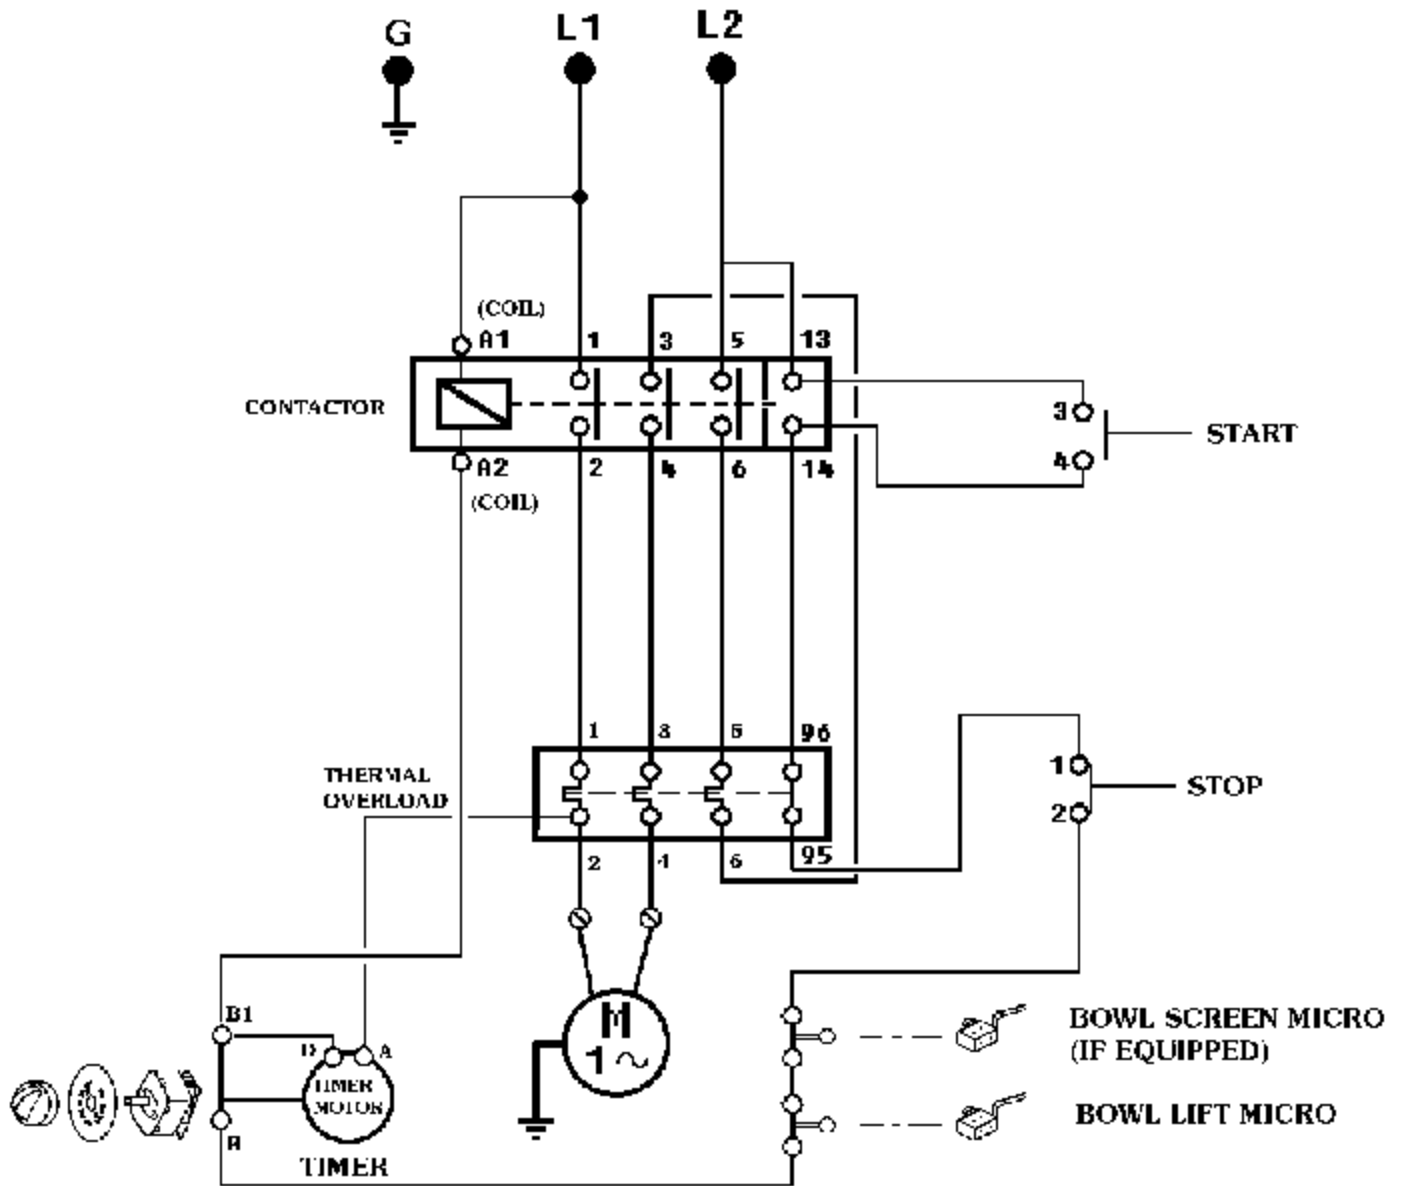 G
L1
L2
(COIL)
A1
1
3
5
13
CONTACTOR
3
START
4
A2
2
4
6
14
(COIL)
1
3
5
96
THERMAL
OVERLOAD
1
STOP
2
2
4
6
95
B1
D
A
M
1~
TIMER
MOTOR
BOWL SCREEN MICRO
(IF EQUIPPED)
BOWL LIFT MICRO
TIMER